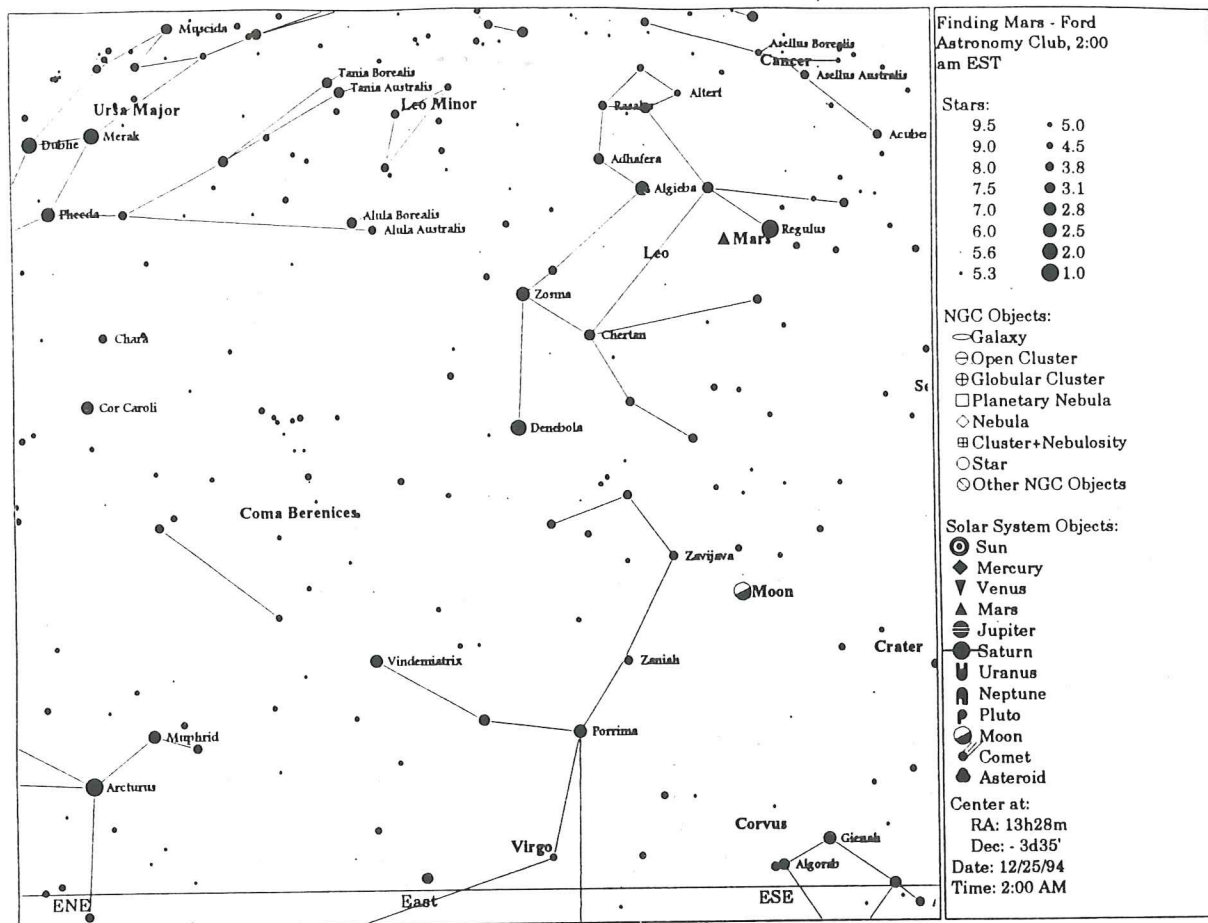 Muscida
Tania Borealis
Tania Australis
Ursa Major
Leo Minor
Dubhe
Merak
Asellus Borealis
Cancer
Asellus Australis
Altert
Adhafera
Algieba
Pheeda
Alula Borealis
Alula Australis
Mars
Regulus
Leo
Zosma
Chertan
Chara
Cor Caroli
Denebola
Coma Berenices
Zavijava
Moon
Crater
Vindemiatrix
Zaniah
Muphrid
Porrima
Arcturus
Corvus
Virgo
Gienah
Algorab
ENE
East
ESE
Finding Mars - Ford
Astronomy Club, 2:00
am EST
Stars:
9.5 5.0
9.0 4.5
8.0 3.8
7.5 3.1
7.0 2.8
6.0 2.5
5.6 2.0
5.3 1.0
NGC Objects:
Galaxy
Open Cluster
Globular Cluster
Planetary Nebula
Nebula
Cluster+Nebulosity
Star
Other NGC Objects
Solar System Objects:
Sun
Mercury
Venus
Mars
Jupiter
Saturn
Uranus
Neptune
Pluto
Moon
Comet
Asteroid
Center at:
RA: 13h28m
Dec: - 3d35'
Date: 12/25/94
Time: 2:00 AM